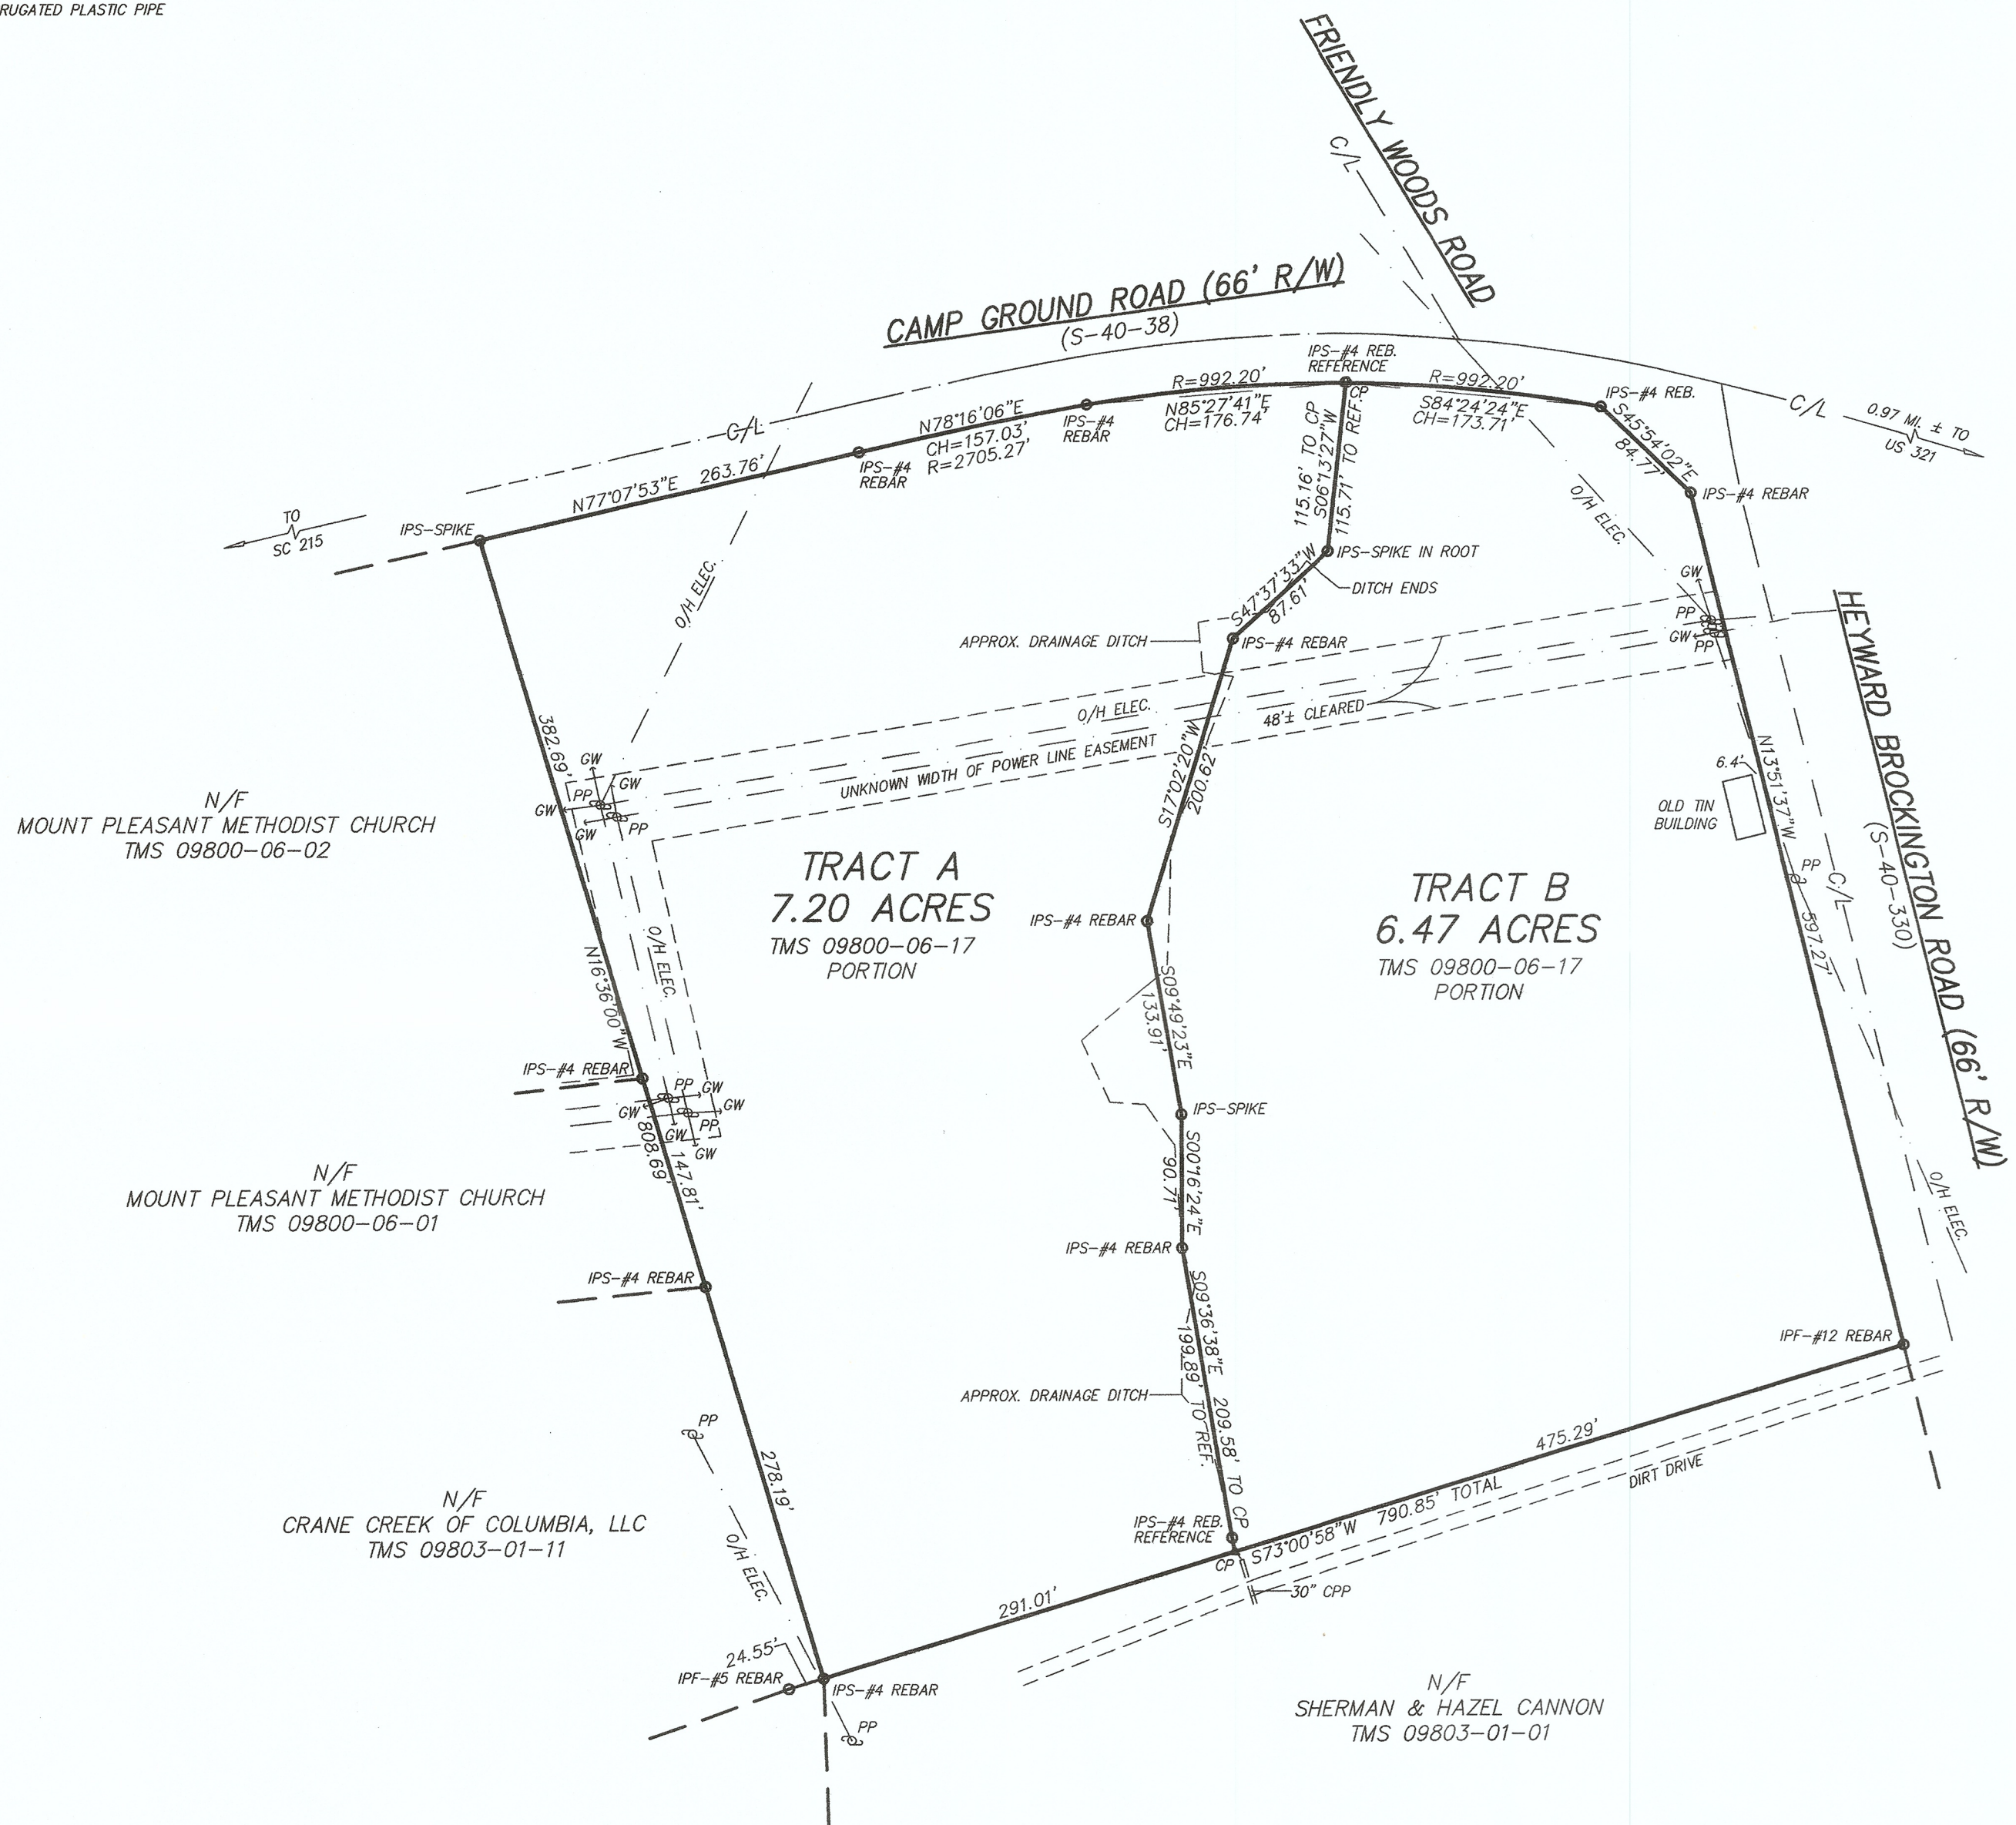 RUGATED PLASTIC PIPE
FRIENDLY WOODS ROAD
C/L
CAMP GROUND ROAD (66' R/W)
(S-40-38)
IPS-#4 REB.
REFERENCE
CP
R=992.20'
N85°27'41"E
CH=176.74'
R=992.20'
S84°24'24"E
CH=173.71'
IPS-#4 REB.
S45°54'02"E
84.77'
C/L
0.97 MI. ± TO
US 321
IPS-#4 REBAR
C/L
N78°16'06"E
CH=157.03'
R=2705.27'
IPS-#4
REBAR
IPS-#4
REBAR
N77°07'53"E 263.76'
IPS-SPIKE
TO
SC 215
115.16' TO CP
S06°13'27"W
115.71' TO REF.
IPS-SPIKE IN ROOT
DITCH ENDS
S47°37'33"W
87.61'
O/H ELEC.
O/H ELEC.
APPROX. DRAINAGE DITCH
IPS-#4 REBAR
GW
PP
GW
PP
HEYWARD BROCKINGTON ROAD (66' R/W)
(S-40-330)
O/H ELEC.
48'± CLEARED
UNKNOWN WIDTH OF POWER LINE EASEMENT
382.69'
GW
GW
PP
GW
GW
PP
S17°02'20"W
200.62'
6.4'
OLD TIN
BUILDING
N13°51'37"W
597.27'
PP
C/L
N/F
MOUNT PLEASANT METHODIST CHURCH
TMS 09800-06-02
TRACT A
7.20 ACRES
TMS 09800-06-17
PORTION
TRACT B
6.47 ACRES
TMS 09800-06-17
PORTION
IPS-#4 REBAR
O/H ELEC.
N16°36'00"W
S09°49'23"E
133.91'
IPS-#4 REBAR
PP
GW
GW
GW
PP
GW
GW
808.69'
147.81'
IPS-SPIKE
S00°16'24"E
90.71'
N/F
MOUNT PLEASANT METHODIST CHURCH
TMS 09800-06-01
O/H ELEC.
IPS-#4 REBAR
IPS-#4 REBAR
IPF-#12 REBAR
S09°36'38"E 209.58' TO CP
199.89' TO REF.
APPROX. DRAINAGE DITCH
PP
278.19'
475.29'
DIRT DRIVE
N/F
CRANE CREEK OF COLUMBIA, LLC
TMS 09803-01-11
O/H ELEC.
IPS-#4 REB.
REFERENCE
CP
S73°00'58"W 790.85' TOTAL
30" CPP
291.01'
24.55'
IPF-#5 REBAR
IPS-#4 REBAR
PP
N/F
SHERMAN & HAZEL CANNON
TMS 09803-01-01